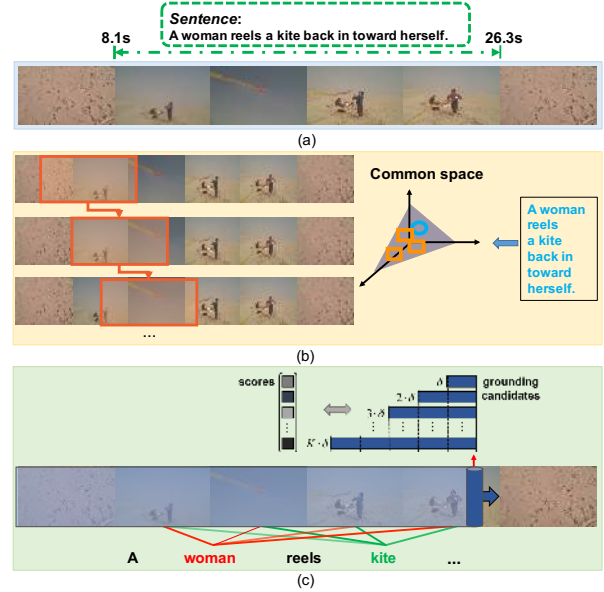 Sentence:
8.1s
A woman reels a kite back in toward herself.
26.3s
(a)
Common space
A woman
reels
a kite
back in
toward
herself.
...
(b)
scores
δ
grounding
2·δ
candidates
3·δ
K·δ
A woman reels kite ...
(c)